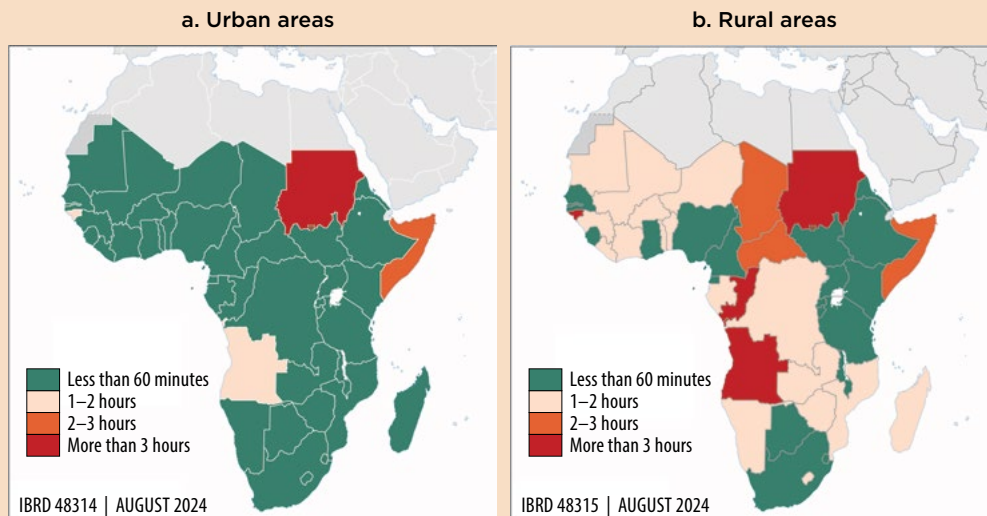 a. Urban areas
Less than 60 minutes
1–2 hours
2–3 hours
More than 3 hours
IBRD 48314 | AUGUST 2024
b. Rural areas
Less than 60 minutes
1–2 hours
2–3 hours
More than 3 hours
IBRD 48315 | AUGUST 2024